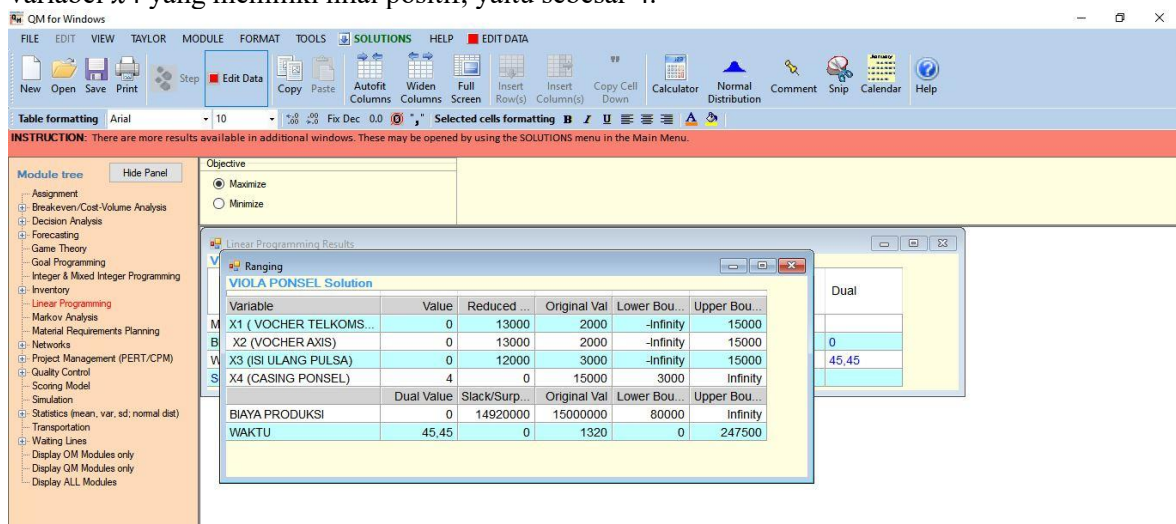 variabel x4 yang memiliki nilai positif, yaitu sebesar 4.
QM for Windows
FILE EDIT VIEW TAYLOR MODULE FORMAT TOOLS SOLUTIONS HELP EDIT DATA
New Open Save Print Step Edit Data Copy Paste Autofit Columns Widen Columns Full Screen Insert Row(s) Insert Column(s) Copy Cell Down Calculator Normal Distribution Comment Snip Calendar Help
Table formatting Arial 10 Fix Dec 0.0 "," Selected cells formatting B I U A
INSTRUCTION: There are more results available in additional windows. These may be opened by using the SOLUTIONS menu in the Main Menu.
Module tree Hide Panel
Assignment
Breakeven/Cost-Volume Analysis
Decision Analysis
Forecasting
Game Theory
Goal Programming
Integer & Mixed Integer Programming
Inventory
Linear Programming
Markov Analysis
Material Requirements Planning
Networks
Project Management (PERT/CPM)
Quality Control
Scoring Model
Simulation
Statistics (mean, var, sd; normal dist)
Transportation
Waiting Lines
Display OM Modules only
Display QM Modules only
Display ALL Modules
Objective
Maximize
Minimize
Linear Programming Results
V
Dual
M
B 0
W 45,45
S
Ranging
VIOLA PONSEL Solution
Variable Value Reduced ... Original Val Lower Bou... Upper Bou...
X1 ( VOCHER TELKOMS... 0 13000 2000 -Infinity 15000
X2 (VOCHER AXIS) 0 13000 2000 -Infinity 15000
X3 (ISI ULANG PULSA) 0 12000 3000 -Infinity 15000
X4 (CASING PONSEL) 4 0 15000 3000 Infinity
Dual Value Slack/Surp... Original Val Lower Bou... Upper Bou...
BIAYA PRODUKSI 0 14920000 15000000 80000 Infinity
WAKTU 45,45 0 1320 0 247500